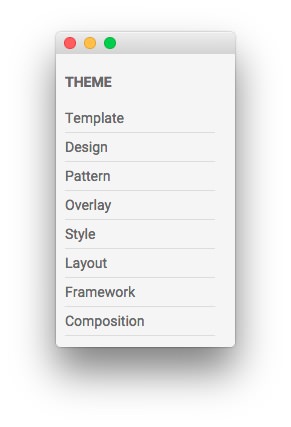 THEME
Template
Design
Pattern
Overlay
Style
Layout
Framework
Composition